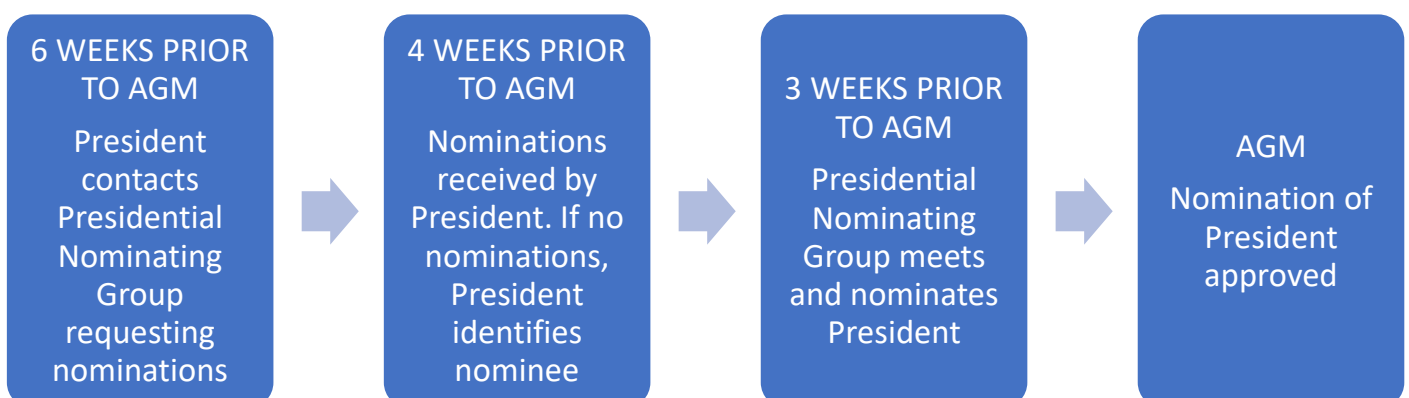 6 WEEKS PRIOR
TO AGM
President
contacts
Presidential
Nominating
Group
requesting
nominations
4 WEEKS PRIOR
TO AGM
Nominations
received by
President. If no
nominations,
President
identifies
nominee
3 WEEKS PRIOR
TO AGM
Presidential
Nominating
Group meets
and nominates
President
AGM
Nomination of
President
approved